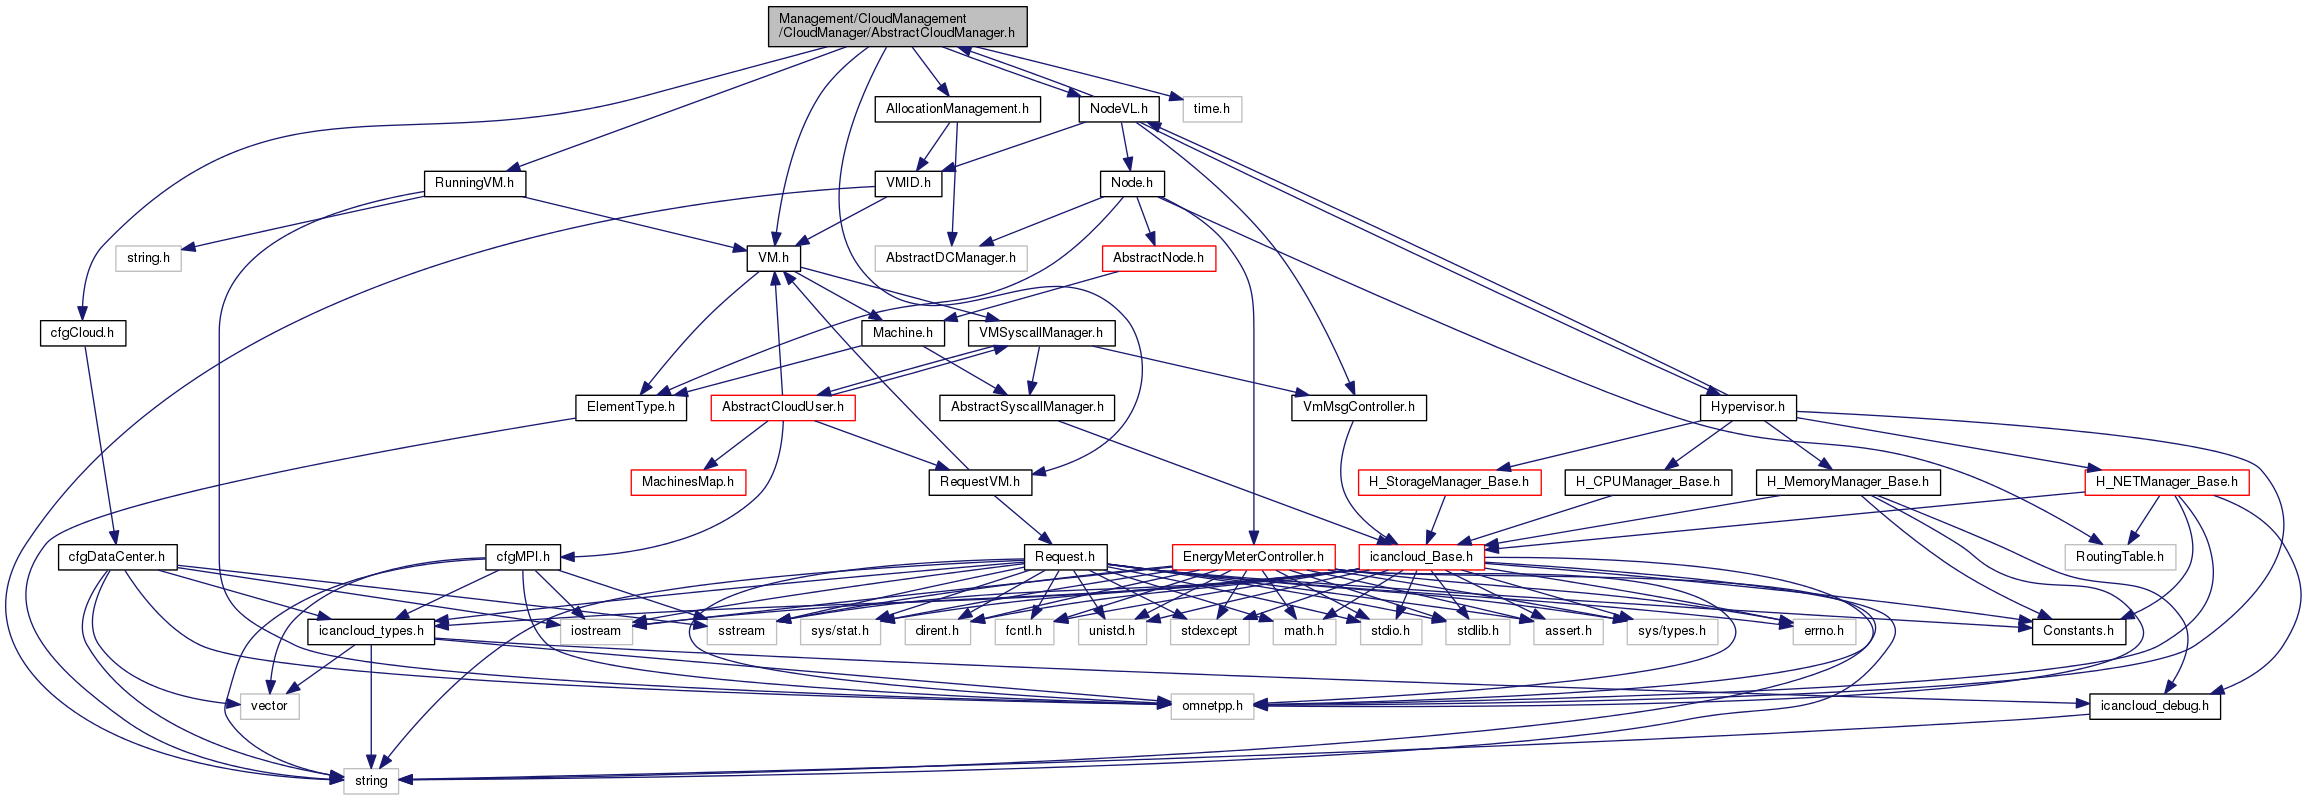 Management/CloudManagement
/CloudManager/AbstractCloudManager.h
AllocationManagement.h
NodeVL.h
time.h
RunningVM.h
VMID.h
Node.h
string.h
VM.h
AbstractDCManager.h
AbstractNode.h
cfgCloud.h
Machine.h
VMSyscallManager.h
ElementType.h
AbstractCloudUser.h
AbstractSyscallManager.h
VmMsgController.h
Hypervisor.h
MachinesMap.h
RequestVM.h
H_StorageManager_Base.h
H_CPUManager_Base.h
H_MemoryManager_Base.h
H_NETManager_Base.h
cfgDataCenter.h
cfgMPI.h
Request.h
EnergyMeterController.h
icancloud_Base.h
RoutingTable.h
icancloud_types.h
iostream
sstream
sys/stat.h
dirent.h
fcntl.h
unistd.h
stdexcept
math.h
stdio.h
stdlib.h
assert.h
sys/types.h
errno.h
Constants.h
vector
omnetpp.h
icancloud_debug.h
string